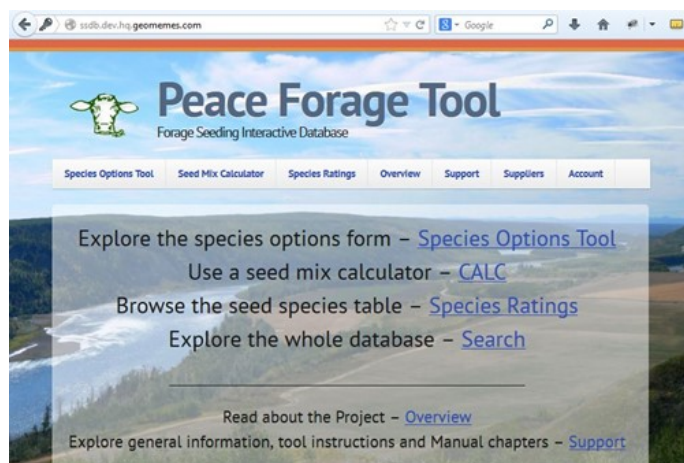 ssdb.dev.hq.geomemes.com
Google
Peace Forage Tool
Forage Seeding Interactive Database
Species Options Tool Seed Mix Calculator Species Ratings Overview Support Suppliers Account
Explore the species options form – Species Options Tool
Use a seed mix calculator – CALC
Browse the seed species table – Species Ratings
Explore the whole database – Search
Read about the Project – Overview
Explore general information, tool instructions and Manual chapters – Support